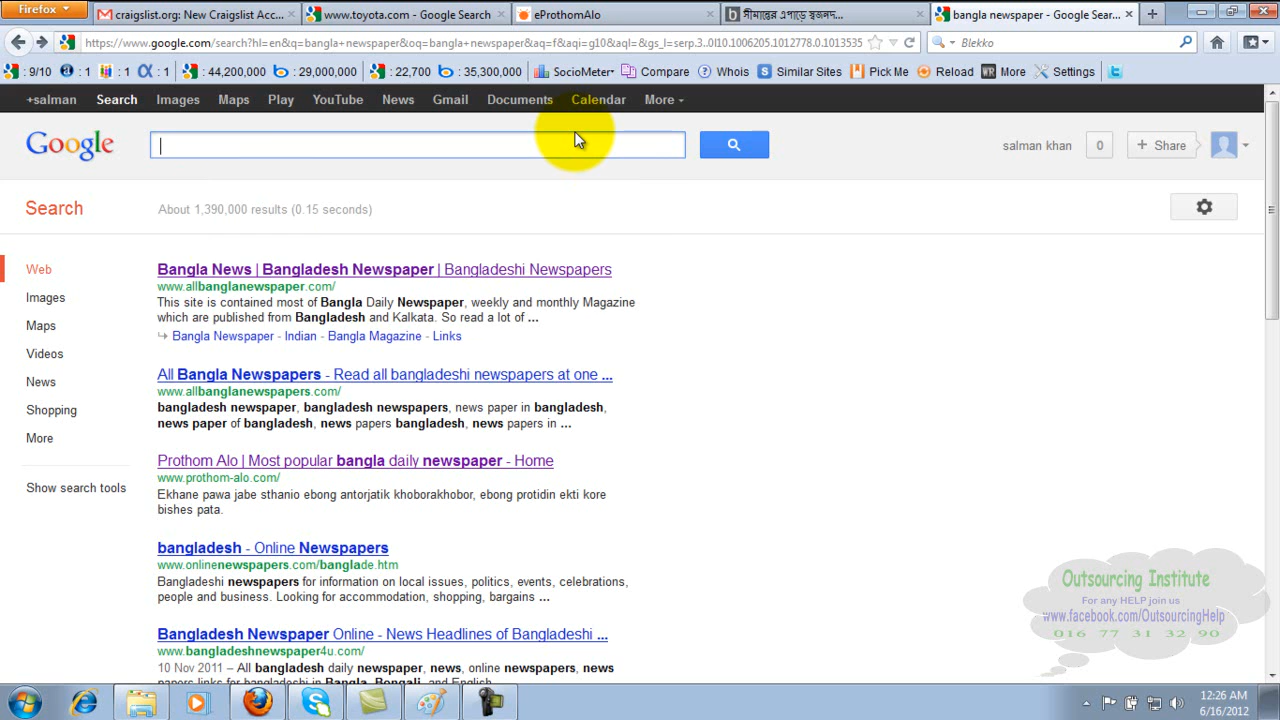 Firefox
craigslist.org: New Craigslist Acc...
www.toyota.com - Google Search
eProthomAlo
সীমান্তের এপাড়ে স্বজনদ...
bangla newspaper - Google Sear...
https://www.google.com/search?hl=en&q=bangla+newspaper&oq=bangla+newspaper&aq=f&aqi=g10&aql=&gs_l=serp.3..0l10.1006205.1012778.0.1013535
Blekko
: 9/10 : 1 : 1 : 1 : 44,200,000 : 29,000,000 : 22,700 : 35,300,000 SocioMeter Compare Whois Similar Sites Pick Me Reload More Settings
+salman Search Images Maps Play YouTube News Gmail Documents Calendar More
Google
salman khan 0 + Share
Search
About 1,390,000 results (0.15 seconds)
Web
Images
Maps
Videos
News
Shopping
More
Show search tools
Bangla News | Bangladesh Newspaper | Bangladeshi Newspapers
www.allbanglanewspaper.com/
This site is contained most of Bangla Daily Newspaper, weekly and monthly Magazine
which are published from Bangladesh and Kalkata. So read a lot of ...
Bangla Newspaper - Indian - Bangla Magazine - Links
All Bangla Newspapers - Read all bangladeshi newspapers at one ...
www.allbanglanewspapers.com/
bangladesh newspaper, bangladesh newspapers, news paper in bangladesh,
news paper of bangladesh, news papers bangladesh, news papers in ...
Prothom Alo | Most popular bangla daily newspaper - Home
www.prothom-alo.com/
Ekhane pawa jabe sthanio ebong antorjatik khoborakhobor, ebong protidin ekti kore
bishes pata.
bangladesh - Online Newspapers
www.onlinenewspapers.com/banglade.htm
Bangladeshi newspapers for information on local issues, politics, events, celebrations,
people and business. Looking for accommodation, shopping, bargains ...
Bangladesh Newspaper Online - News Headlines of Bangladeshi ...
www.bangladeshnewspaper4u.com/
10 Nov 2011 – All bangladesh daily newspaper, news, online newspapers, news
papers links for bangladesh in Bangla, Bengali, and English
Outsourcing Institute
For any HELP join us
www.facebook.com/OutsourcingHelp
016 77 31 32 90
12:26 AM
6/16/2012